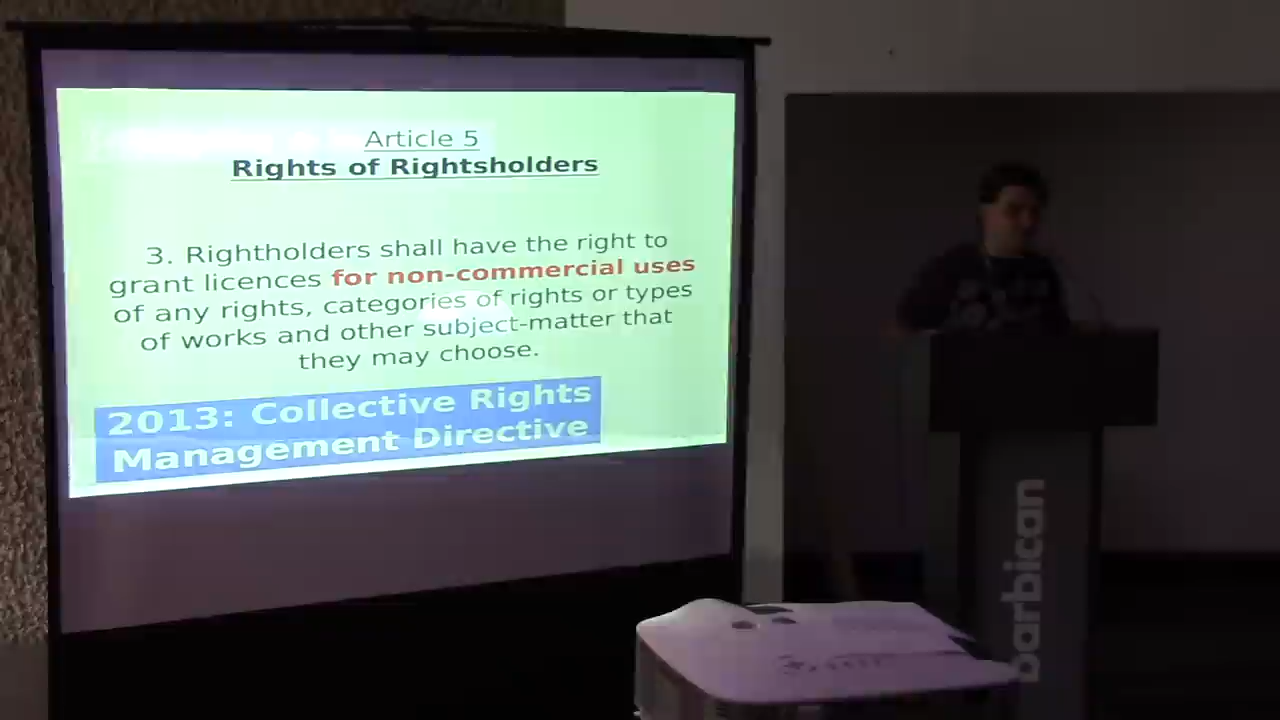 Article 5
Rights of Rightsholders
3. Rightholders shall have the right to
grant licences for non-commercial uses
of any rights, categories of rights or types
of works and other subject-matter that
they may choose.
2013: Collective Rights
Management Directive
barbican